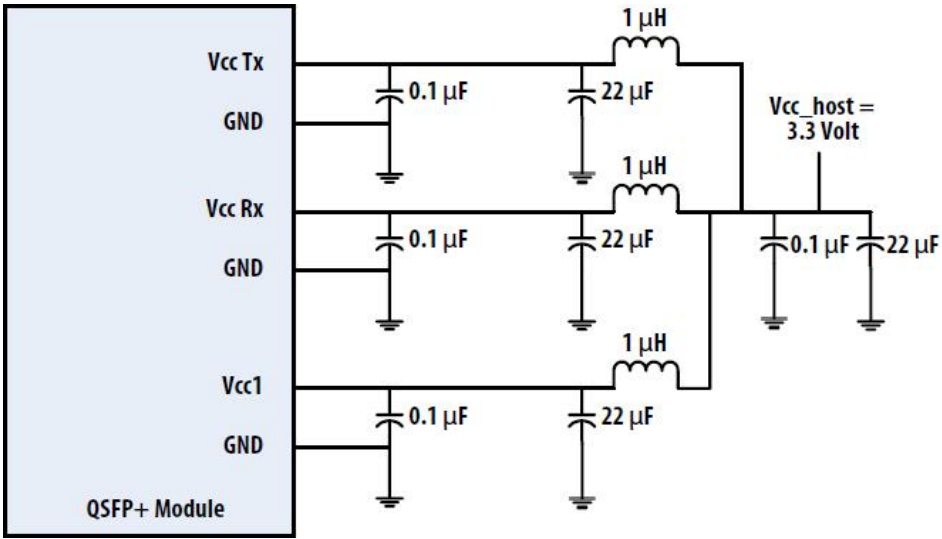 1 µH
Vcc Tx
0.1 µF
22 µF
Vcc_host =
3.3 Volt
GND
1 µH
Vcc Rx
0.1 µF
22 µF
0.1 µF
22 µF
GND
1 µH
Vcc1
0.1 µF
22 µF
GND
QSFP+ Module